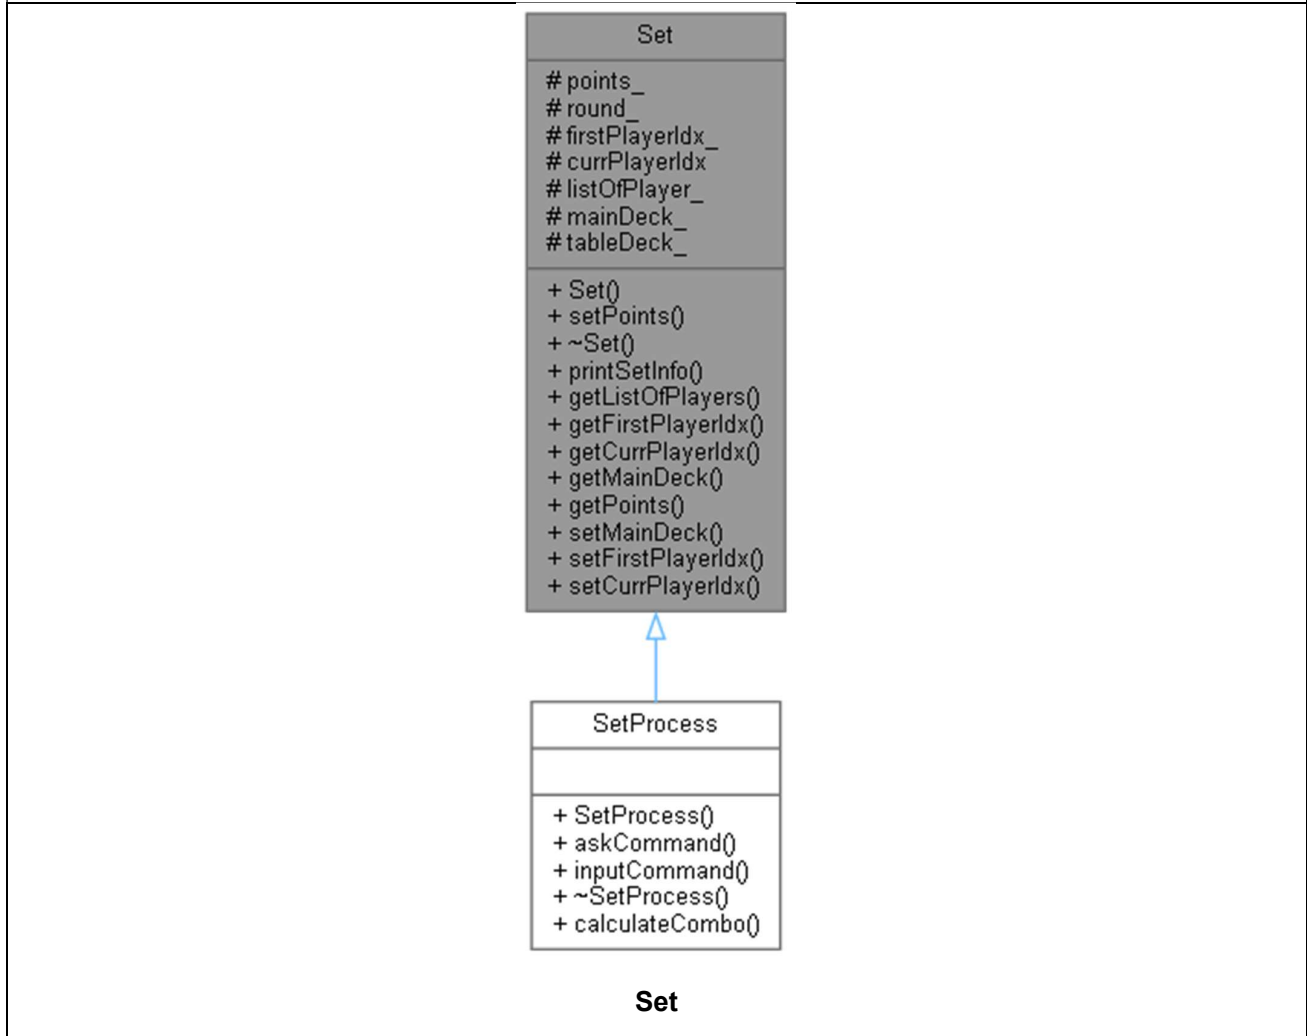 Set
# points_
# round_
# firstPlayerIdx_
# currPlayerIdx
# listOfPlayer_
# mainDeck_
# tableDeck_
+ Set()
+ setPoints()
+ ~Set()
+ printSetInfo()
+ getListOfPlayers()
+ getFirstPlayerIdx()
+ getCurrPlayerIdx()
+ getMainDeck()
+ getPoints()
+ setMainDeck()
+ setFirstPlayerIdx()
+ setCurrPlayerIdx()
SetProcess
+ SetProcess()
+ askCommand()
+ inputCommand()
+ ~SetProcess()
+ calculateCombo()
Set